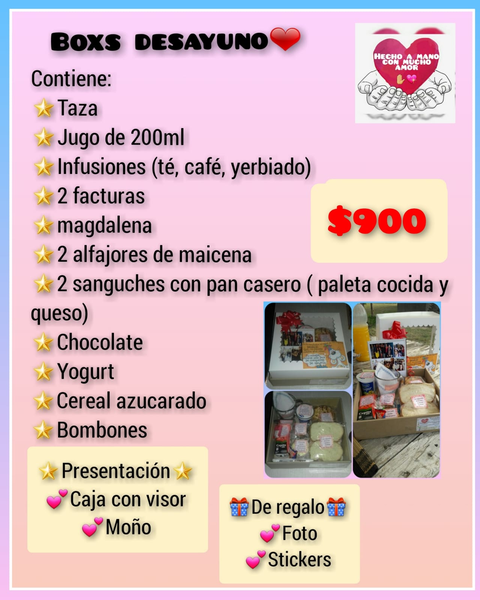 BOXS DESAYUNO❤️
HECHO A MANO
CON MUCHO
AMOR
Contiene:
⭐Taza
⭐Jugo de 200ml
⭐Infusiones (té, café, yerbiado)
⭐2 facturas
$900
⭐magdalena
⭐2 alfajores de maicena
⭐2 sanguches con pan casero ( paleta cocida y
queso)
⭐Chocolate
⭐Yogurt
⭐Cereal azucarado
⭐Bombones
⭐Presentación⭐
💕Caja con visor
💕Moño
🎁De regalo🎁
💕Foto
💕Stickers